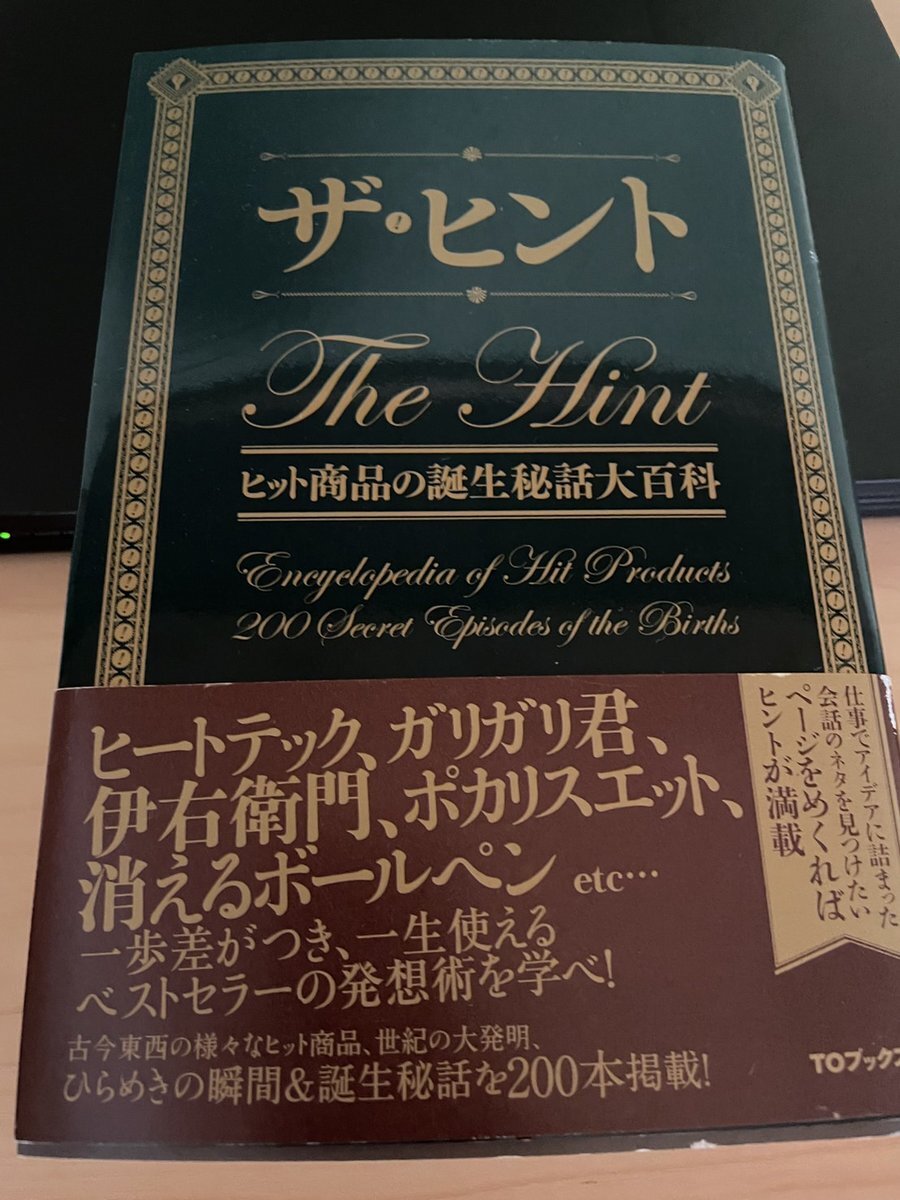 ザ・ヒント
The Hint
ヒット商品の誕生秘話大百科
Encyclopedia of Hit Products
200 Secret Episodes of the Births
ヒートテック、ガリガリ君、
伊右衛門、ポカリスエット、
消えるボールペン etc…
一歩差がつき、一生使える
ベストセラーの発想術を学べ!
古今東西の様々なヒット商品、世紀の大発明、
ひらめきの瞬間&誕生秘話を200本掲載!
仕事でアイデアに詰まった
会話のネタを見つけたい
ページをめくれば
ヒントが満載
TOブックス